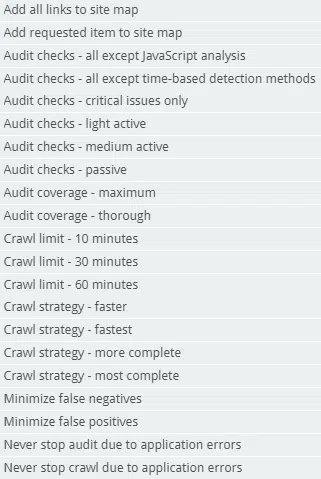 Add all links to site map
Add requested item to site map
Audit checks - all except JavaScript analysis
Audit checks - all except time-based detection methods
Audit checks - critical issues only
Audit checks - light active
Audit checks - medium active
Audit checks - passive
Audit coverage - maximum
Audit coverage - thorough
Crawl limit - 10 minutes
Crawl limit - 30 minutes
Crawl limit - 60 minutes
Crawl strategy - faster
Crawl strategy - fastest
Crawl strategy - more complete
Crawl strategy - most complete
Minimize false negatives
Minimize false positives
Never stop audit due to application errors
Never stop crawl due to application errors